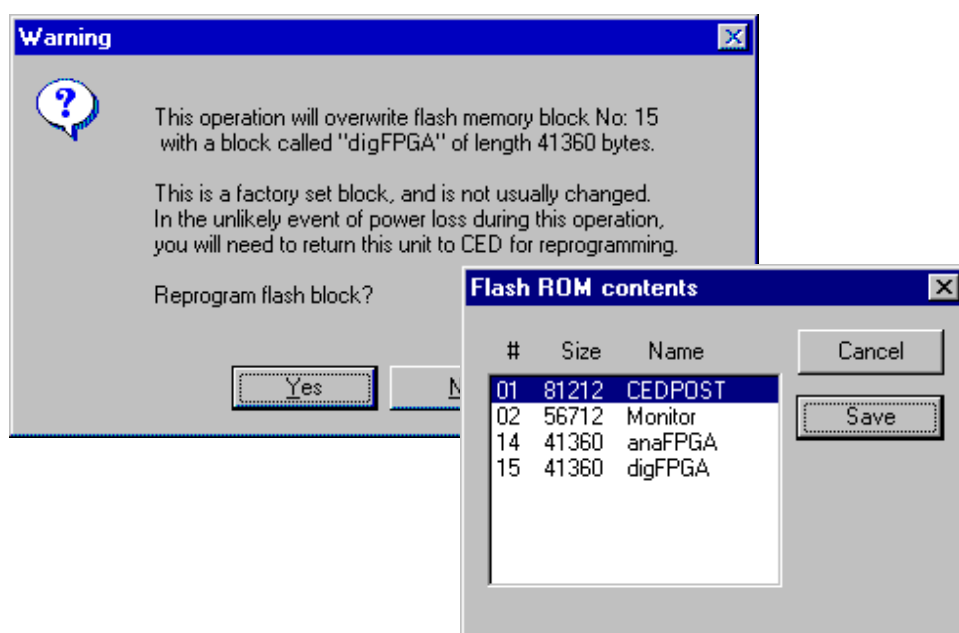 Warning
?
This operation will overwrite flash memory block No: 15
with a block called "digFPGA" of length 41360 bytes.
This is a factory set block, and is not usually changed.
In the unlikely event of power loss during this operation,
you will need to return this unit to CED for reprogramming.
Reprogram flash block?
Yes
N
Flash ROM contents
# Size Name
01 81212 CEDPOST
02 56712 Monitor
14 41360 anaFPGA
15 41360 digFPGA
Cancel
Save